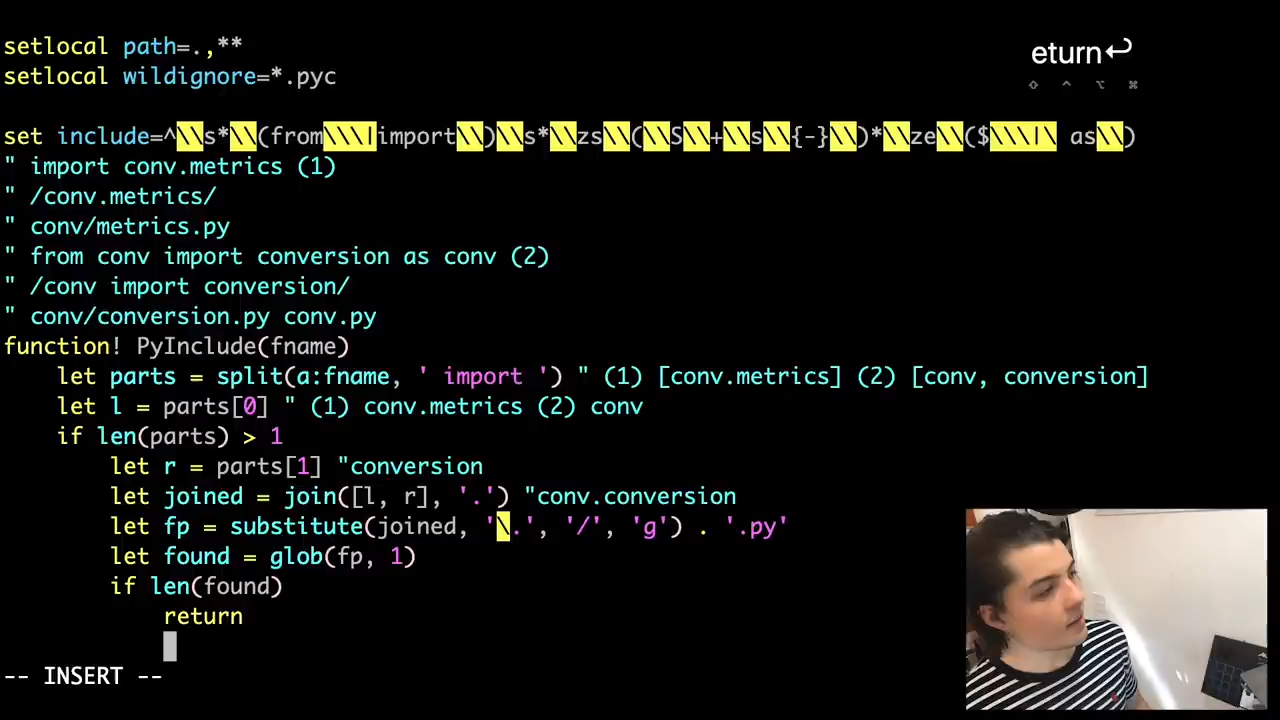 setlocal path=.,**
eturn↩
setlocal wildignore=*.pyc
⇧ ^ ⌥ ⌘
set include=^\\s*\\(from\\\|import\\)\\s*\\zs\\(\\S\\+\\s\\{-}\\)*\\ze\\($\\\|\ as\\)
" import conv.metrics (1)
" /conv.metrics/
" conv/metrics.py
" from conv import conversion as conv (2)
" /conv import conversion/
" conv/conversion.py conv.py
function! PyInclude(fname)
let parts = split(a:fname, ' import ') " (1) [conv.metrics] (2) [conv, conversion]
let l = parts[0] " (1) conv.metrics (2) conv
if len(parts) > 1
let r = parts[1] "conversion
let joined = join([l, r], '.') "conv.conversion
let fp = substitute(joined, '\.', '/', 'g') . '.py'
let found = glob(fp, 1)
if len(found)
return
-- INSERT --